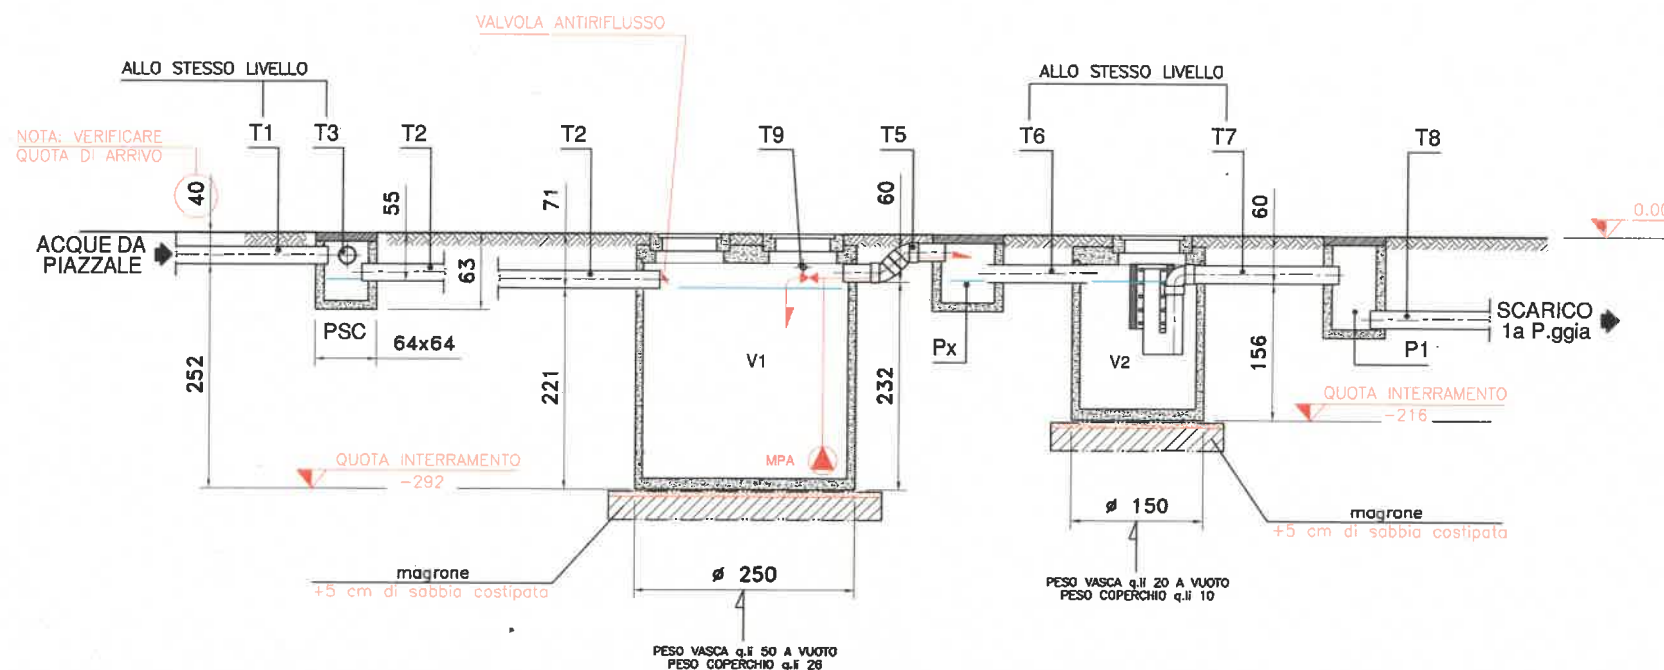 VALVOLA ANTIRIFLUSSO
ALLO STESSO LIVELLO
ALLO STESSO LIVELLO
NOTA: VERIFICARE
QUOTA DI ARRIVO
T1
T3
T2
T2
T9
T5
T6
T7
T8
40
55
71
60
60
0.00
ACQUE DA
PIAZZALE
63
PSC
64x64
252
221
V1
232
Px
V2
156
P1
SCARICO
1a P.ggia
QUOTA INTERRAMENTO
-216
QUOTA INTERRAMENTO
-292
MPA
ø 150
magrone
+5 cm di sabbia costipata
magrone
+5 cm di sabbia costipata
ø 250
PESO VASCA q.li 20 A VUOTO
PESO COPERCHIO q.li 10
PESO VASCA q.li 50 A VUOTO
PESO COPERCHIO q.li 26